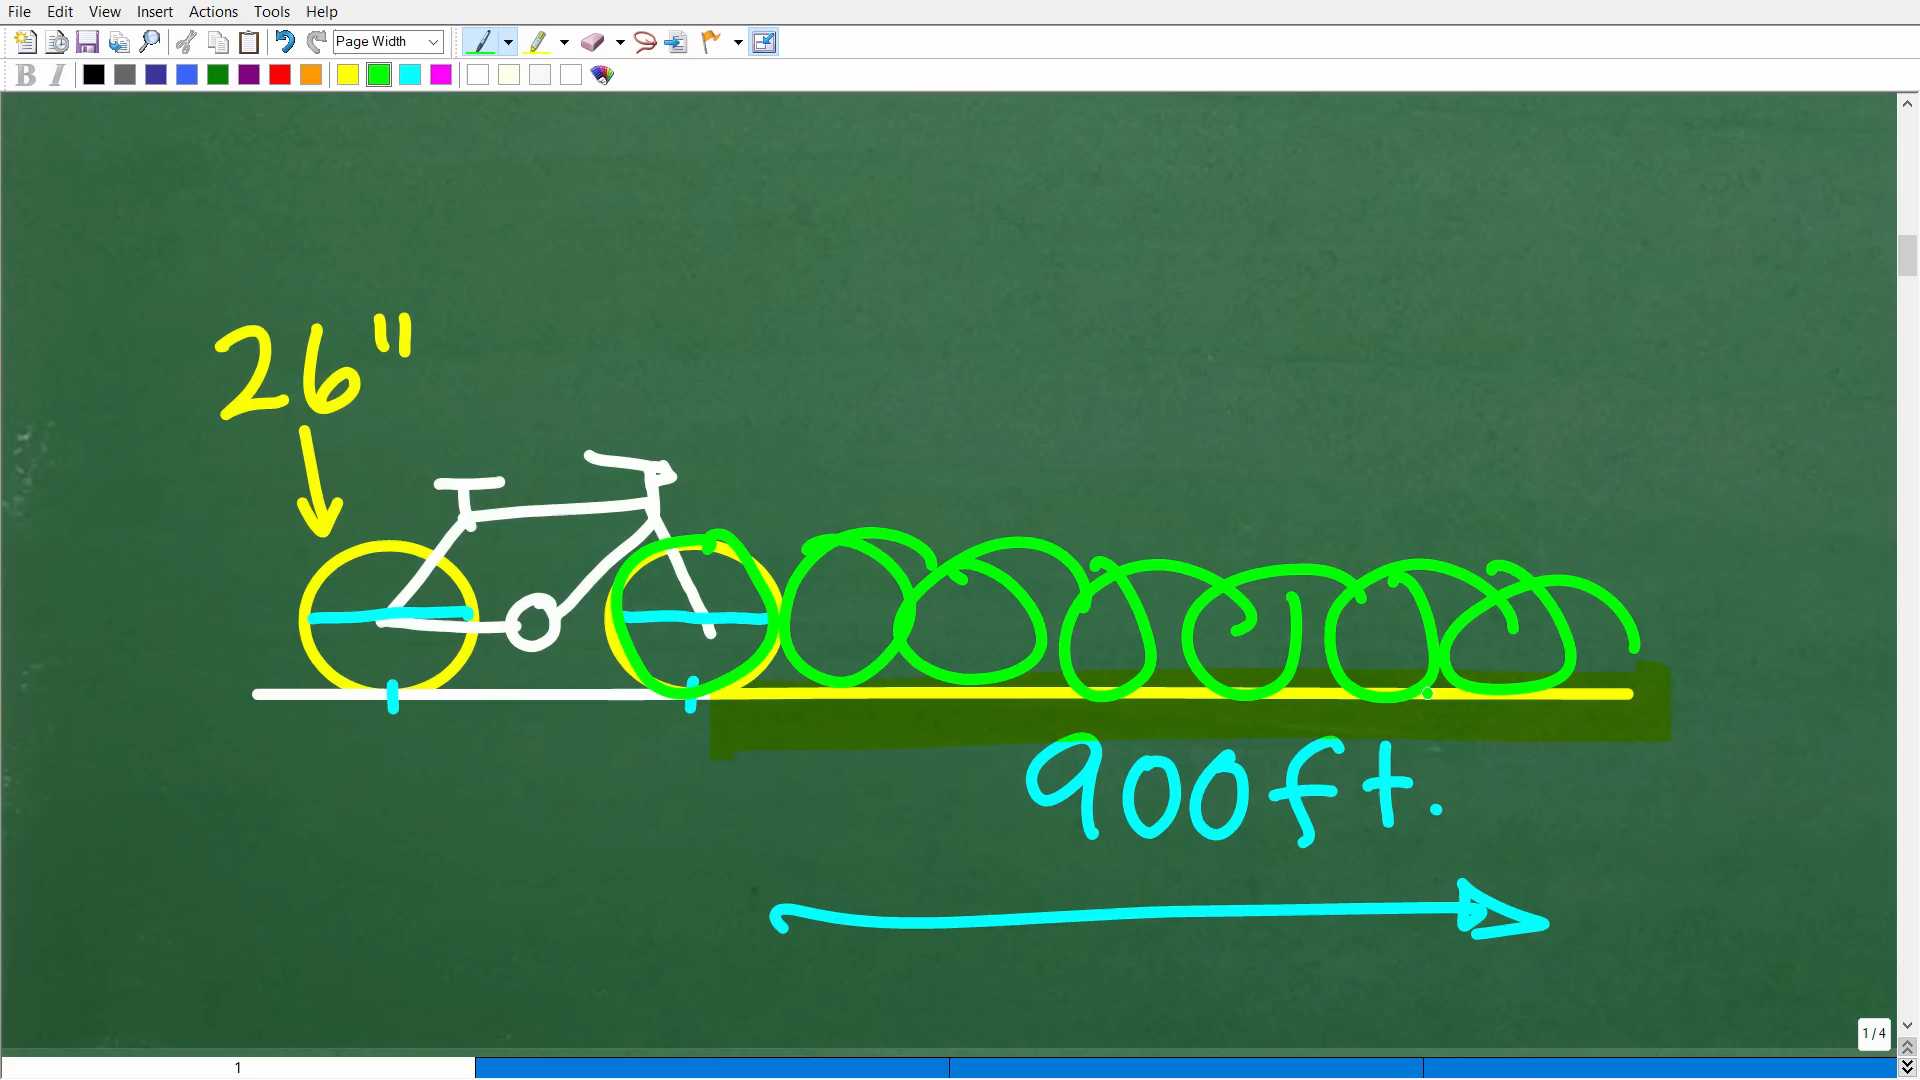 File Edit View Insert Actions Tools Help
Page Width
B I
26"
900ft.
1 / 4
1